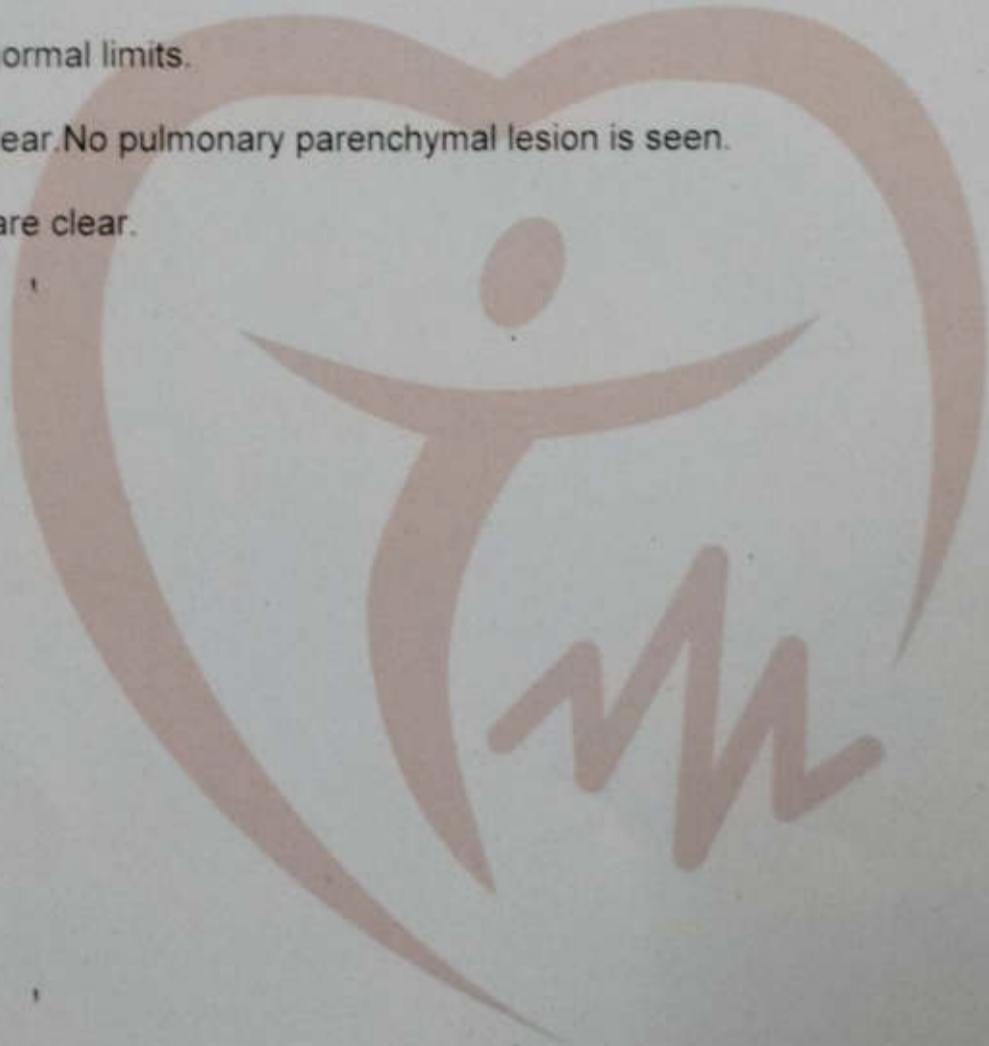 ormal limits.
ear.No pulmonary parenchymal lesion is seen.
are clear.